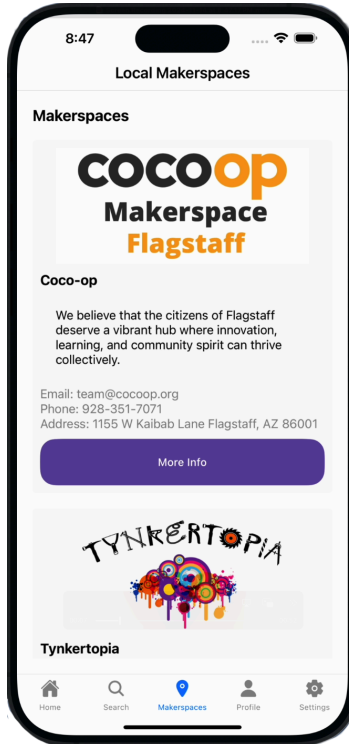 8:47
Local Makerspaces
Makerspaces
COCOOP
Makerspace
Flagstaff
Coco-op
We believe that the citizens of Flagstaff
deserve a vibrant hub where innovation,
learning, and community spirit can thrive
collectively.
Email: team@cocoop.org
Phone: 928-351-7071
Address: 1155 W Kaibab Lane Flagstaff, AZ 86001
More Info
TYNKERTOPIA
Tynkertopia
Home Search Makerspaces Profile Settings